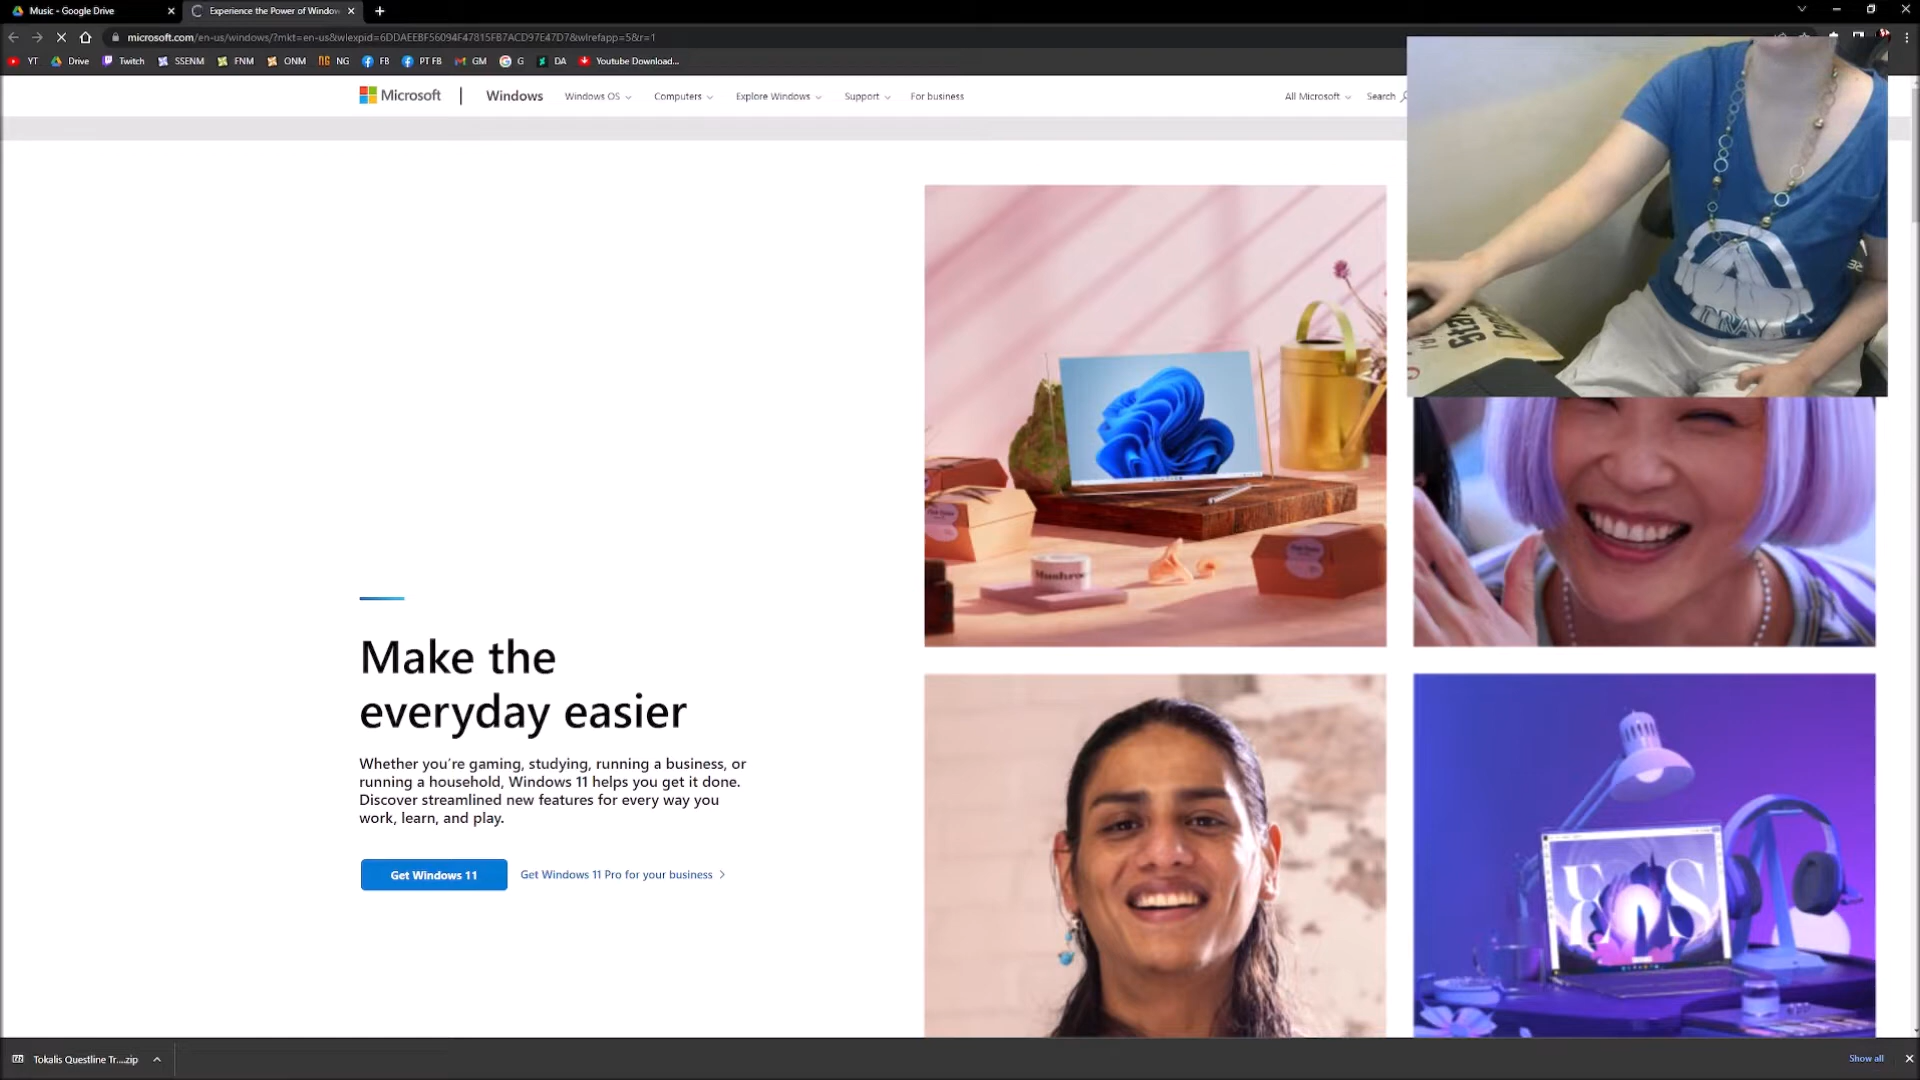 Music - Google Drive
Experience the Power of Window
microsoft.com/en-us/windows/?mkt=en-us&wlexpid=6DDAEEBF56094F47815FB7ACD97E47D7&wlrefapp=5&r=1
YT Drive Twitch SSENM FNM ONM NG FB PT FB GM G DA Youtube Download...
Microsoft Windows Windows OS Computers Explore Windows Support For business All Microsoft Search
Make the
everyday easier
Whether you're gaming, studying, running a business, or
running a household, Windows 11 helps you get it done.
Discover streamlined new features for every way you
work, learn, and play.
Get Windows 11
Get Windows 11 Pro for your business
Tokalis Questline Tr....zip
Show all